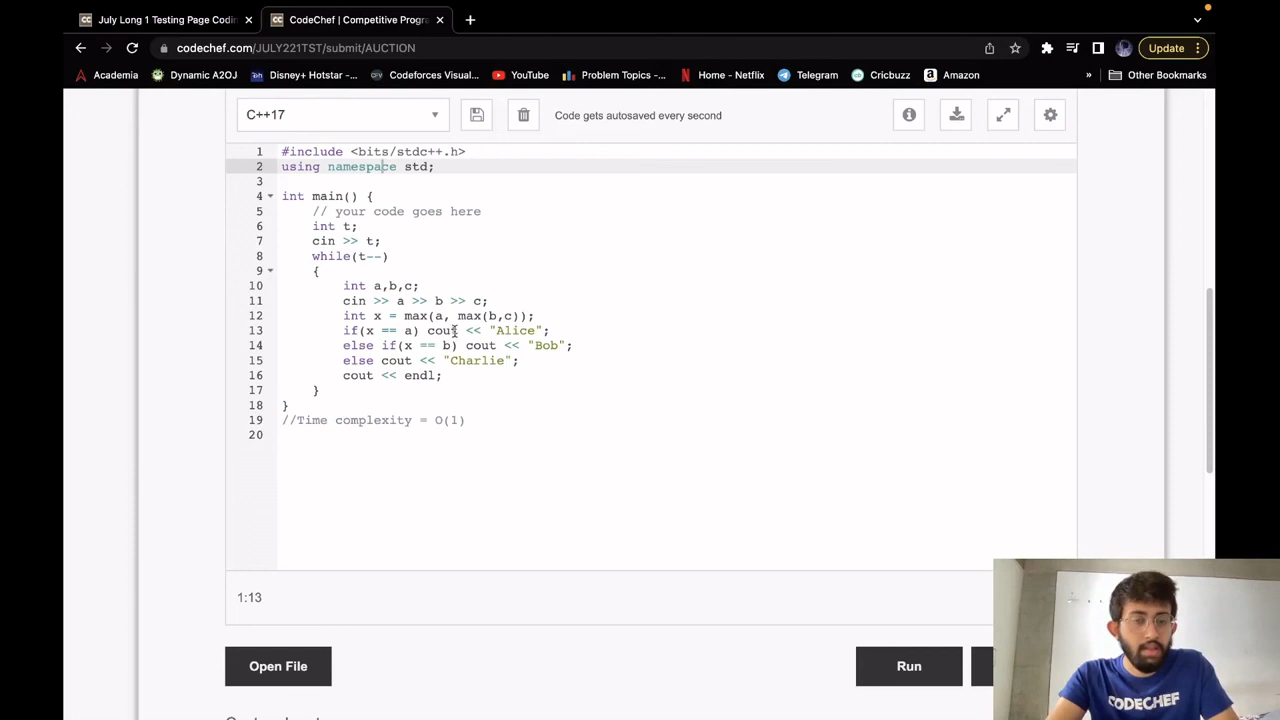 July Long 1 Testing Page Codin
CodeChef | Competitive Progra
codechef.com/JULY221TST/submit/AUCTION
Update
Academia
Dynamic A2OJ
Disney+ Hotstar -...
Codeforces Visual...
YouTube
Problem Topics -...
Home - Netflix
Telegram
Cricbuzz
Amazon
»
Other Bookmarks
C++17
Code gets autosaved every second
1 #include <bits/stdc++.h>
2 using namespace std;
3
4 int main() {
5 // your code goes here
6 int t;
7 cin >> t;
8 while(t--)
9 {
10 int a,b,c;
11 cin >> a >> b >> c;
12 int x = max(a, max(b,c));
13 if(x == a) cout << "Alice";
14 else if(x == b) cout << "Bob";
15 else cout << "Charlie";
16 cout << endl;
17 }
18 }
19 //Time complexity = O(1)
20
1:13
Open File
Run
CODECHEF